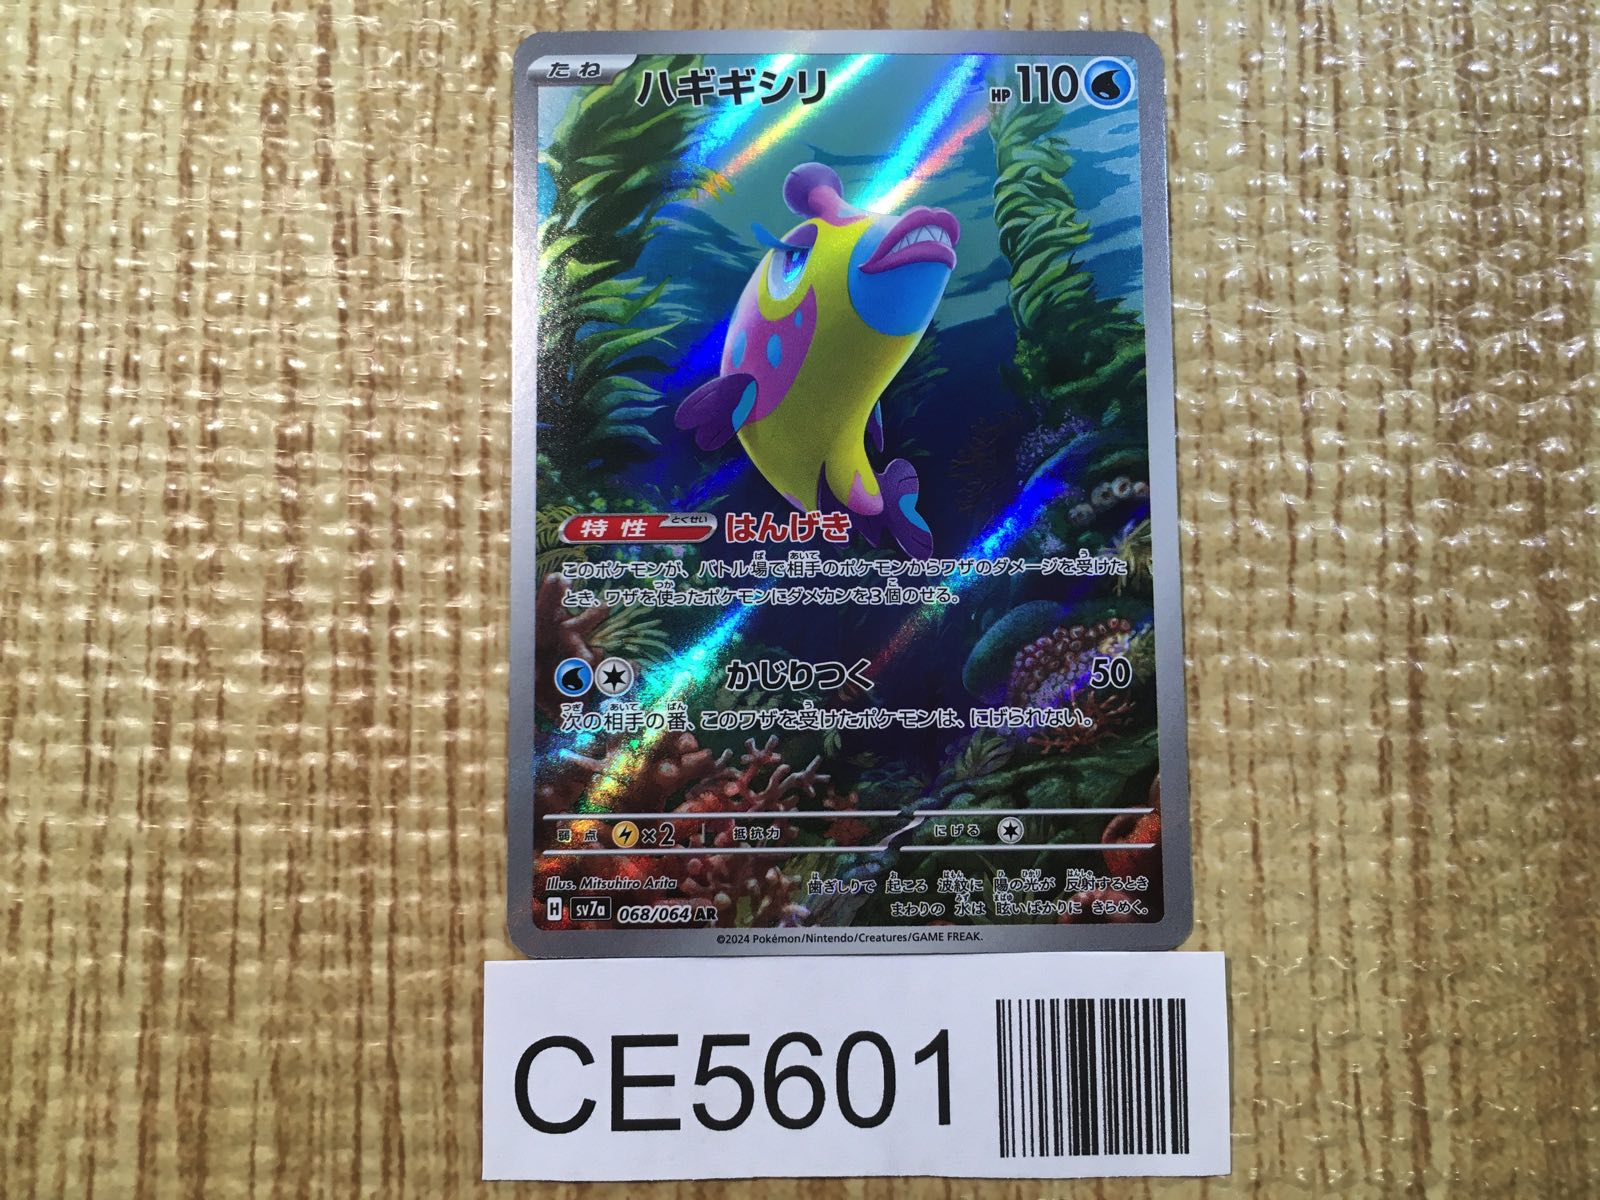 たね ハギギシリ HP110
特性 とくせい はんげき
このポケモンが、バトル場で相手のポケモンからワザのダメージを受けた
とき、ワザを使ったポケモンにダメカンを3個のせる。
かじりつく 50
次の相手の番、このワザを受けたポケモンは、にげられない。
弱点 ×2 抵抗力 にげる
Illus. Mitsuhiro Arita
歯ぎしりで 起こる 波紋に 陽の光が 反射するとき
まわりの 水は 眩いばかりに きらめく。
H sv7a 068/064 AR
©2024 Pokémon/Nintendo/Creatures/GAME FREAK.
CE5601